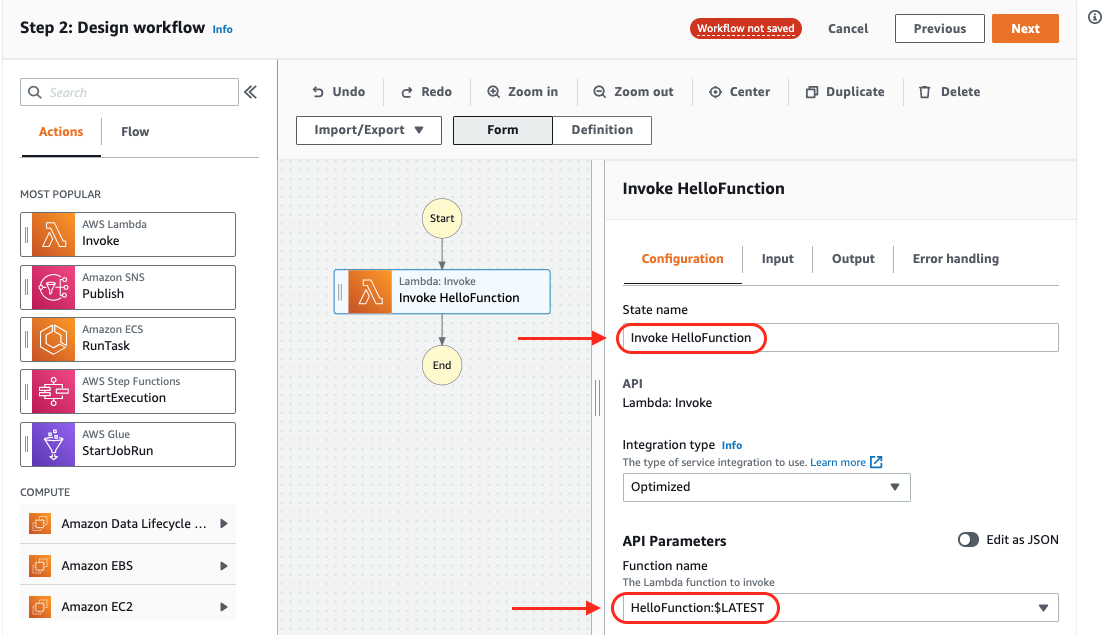 Step 2: Design workflow Info
Workflow not saved
Cancel
Previous
Next
Search
Actions
Flow
MOST POPULAR
AWS Lambda
Invoke
Amazon SNS
Publish
Amazon ECS
RunTask
AWS Step Functions
StartExecution
AWS Glue
StartJobRun
COMPUTE
Amazon Data Lifecycle ...
Amazon EBS
Amazon EC2
Undo
Redo
Zoom in
Zoom out
Center
Duplicate
Delete
Import/Export
Form
Definition
Start
Lambda: Invoke
Invoke HelloFunction
End
Invoke HelloFunction
Configuration
Input
Output
Error handling
State name
Invoke HelloFunction
API
Lambda: Invoke
Integration type Info
The type of service integration to use. Learn more
Optimized
API Parameters
Edit as JSON
Function name
The Lambda function to invoke
HelloFunction:$LATEST